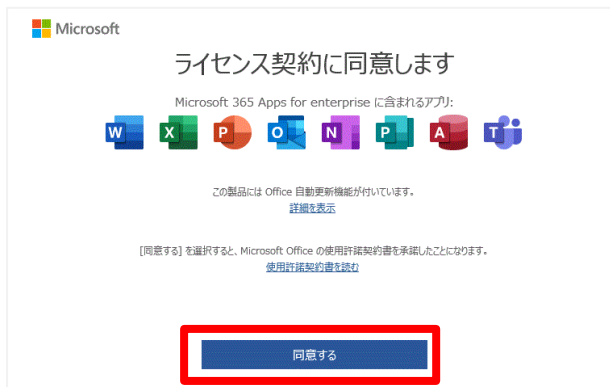 Microsoft
ライセンス契約に同意します
Microsoft 365 Apps for enterprise に含まれるアプリ:
W X P O N P A T
この製品には Office 自動更新機能が付いています。
詳細を表示
[同意する] を選択すると、Microsoft Office の使用許諾契約書を承諾したことになります。
使用許諾契約書を読む
同意する